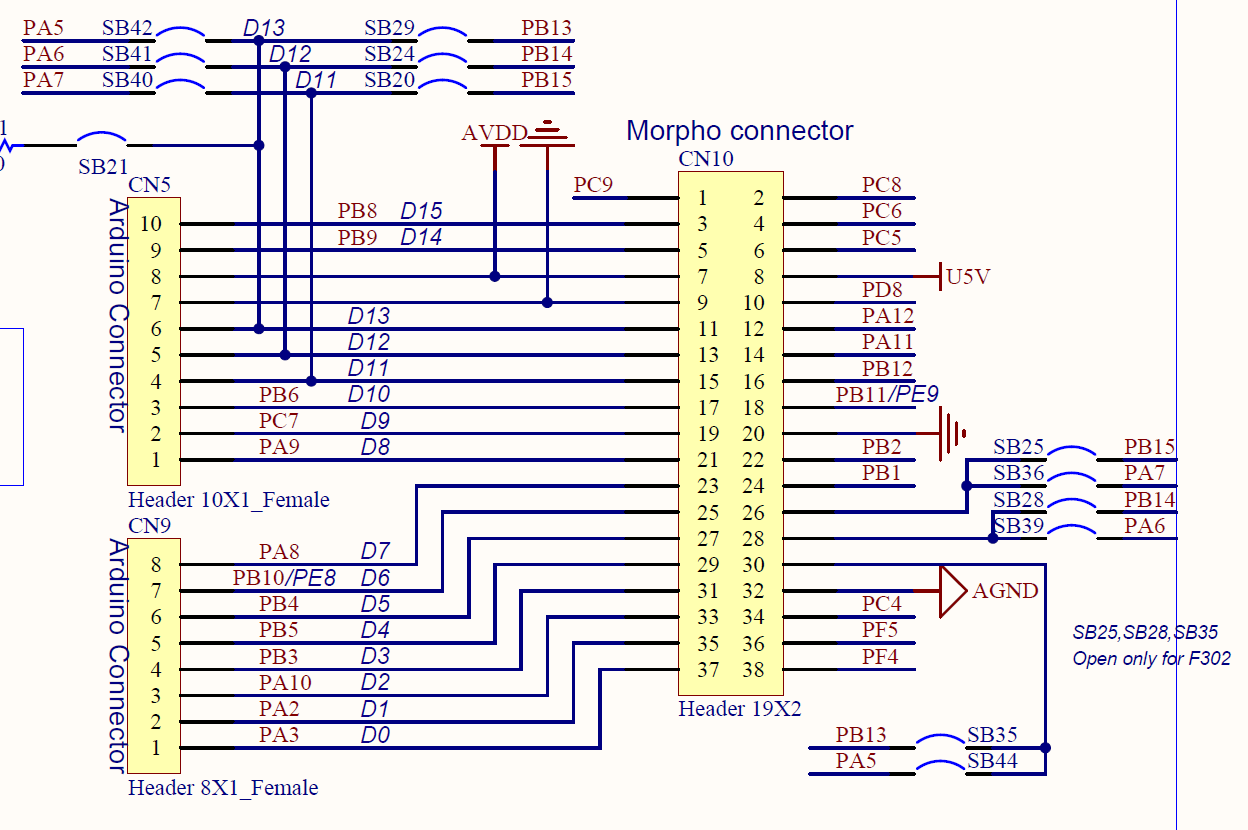 PA5 SB42 D13 SB29 PB13
PA6 SB41 D12 SB24 PB14
PA7 SB40 D11 SB20 PB15
1
0
SB21
AVDD
Morpho connector
CN5
CN10
Arduino Connector
PC9 1 2 PC8
10 PB8 D15 3 4 PC6
9 PB9 D14 5 6 PC5
8 7 8 U5V
7 9 10 PD8
6 D13 11 12 PA12
5 D12 13 14 PA11
4 D11 15 16 PB12
3 PB6 D10 17 18 PB11/PE9
2 PC7 D9 19 20
1 PA9 D8 21 22 PB2
23 24 PB1
25 26
27 28
SB25 PB15
SB36 PA7
SB28 PB14
SB39 PA6
Header 10X1_Female
CN9
Arduino Connector
8 PA8 D7 29 30
7 PB10/PE8 D6 31 32 AGND
6 PB4 D5 33 34 PC4
5 PB5 D4 35 36 PF5
4 PB3 D3 37 38 PF4
3 PA10 D2
2 PA2 D1
1 PA3 D0
Header 19X2
SB25,SB28,SB35
Open only for F302
PB13 SB35
PA5 SB44
Header 8X1_Female